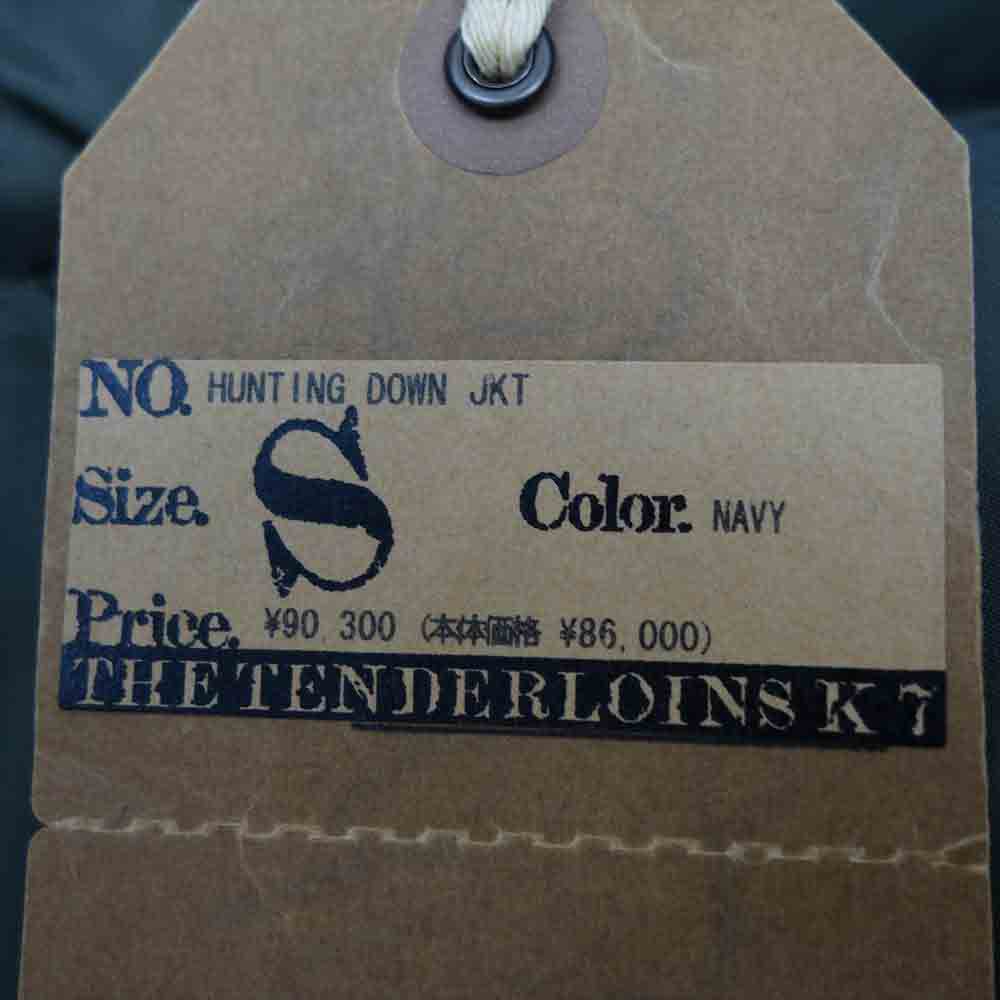 NO. HUNTING DOWN JKT
Size. S Color. NAVY
Price. ¥90,300 (本体価格 ¥86,000)
THE TENDERLOINS K 7